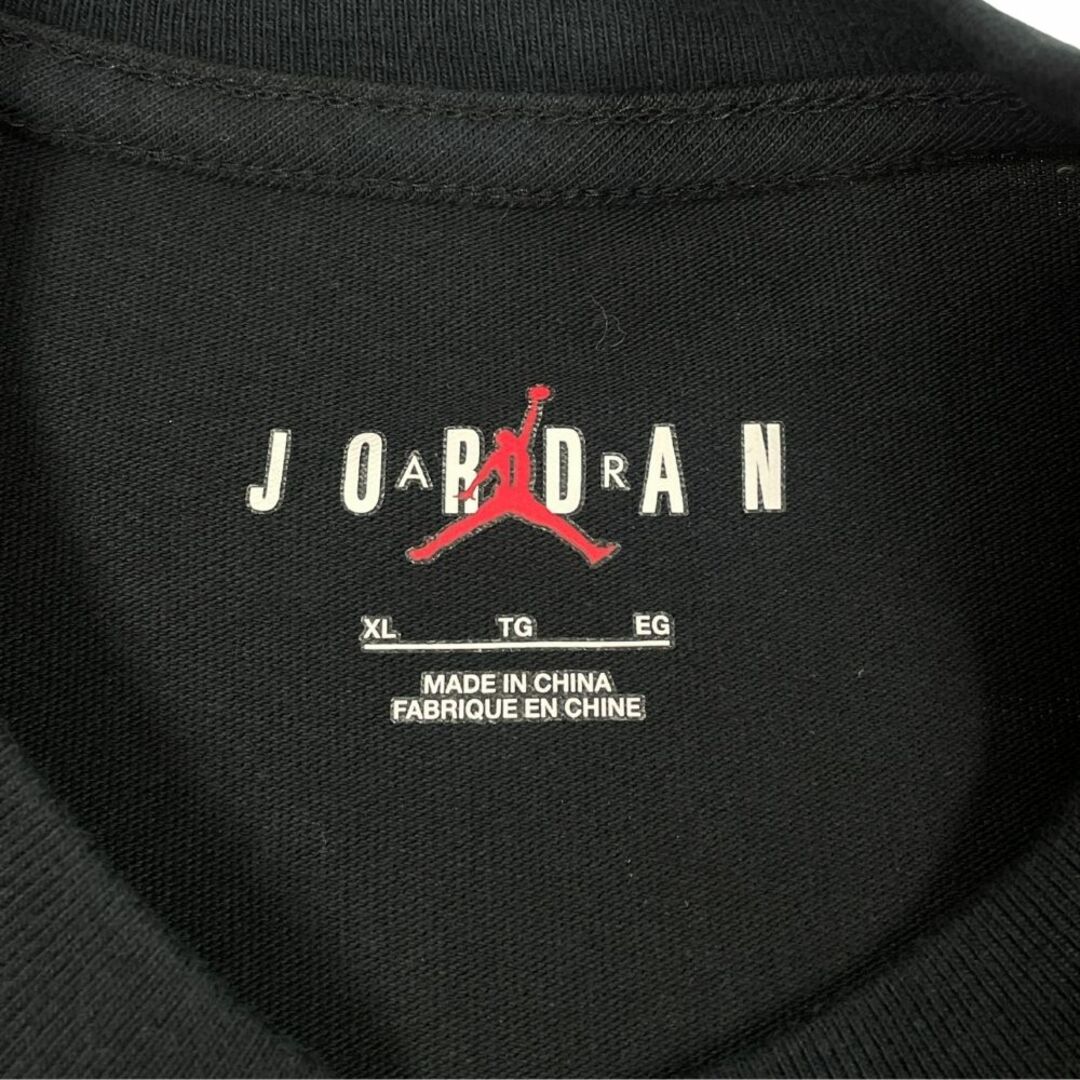 JORDAN
AIR
XL TG EG
MADE IN CHINA
FABRIQUE EN CHINE